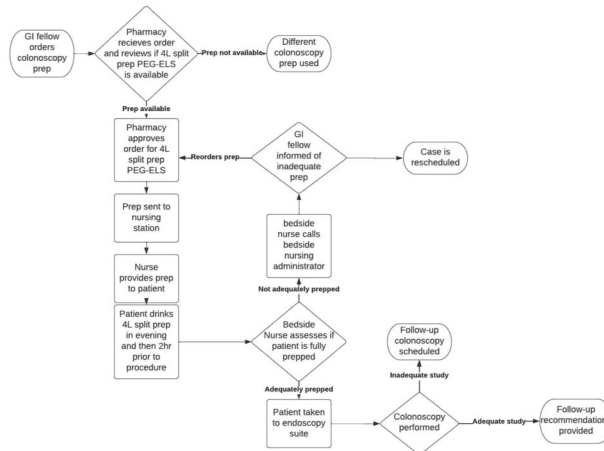 GI fellow
orders
colonoscopy
prep
Pharmacy
recieves order
and reviews if 4L split
prep PEG-ELS
is available
Prep not available
Different
colonoscopy
prep used
Prep available
Pharmacy
approves
order for 4L
split prep
PEG-ELS
Reorders prep
GI
fellow
informed of
inadequate
prep
Case is
rescheduled
Prep sent to
nursing
station
bedside
nurse calls
bedside
nursing
administrator
Nurse
provides prep
to patient
Not adequately prepped
Patient drinks
4L split prep
in evening
and then 2hr
prior to
procedure
Bedside
Nurse assesses if
patient is fully
prepped
Follow-up
colonoscopy
scheduled
Inadequate study
Adequately prepped
Patient taken
to endoscopy
suite
Colonoscopy
performed
Adequate study
Follow-up
recommendation
provided